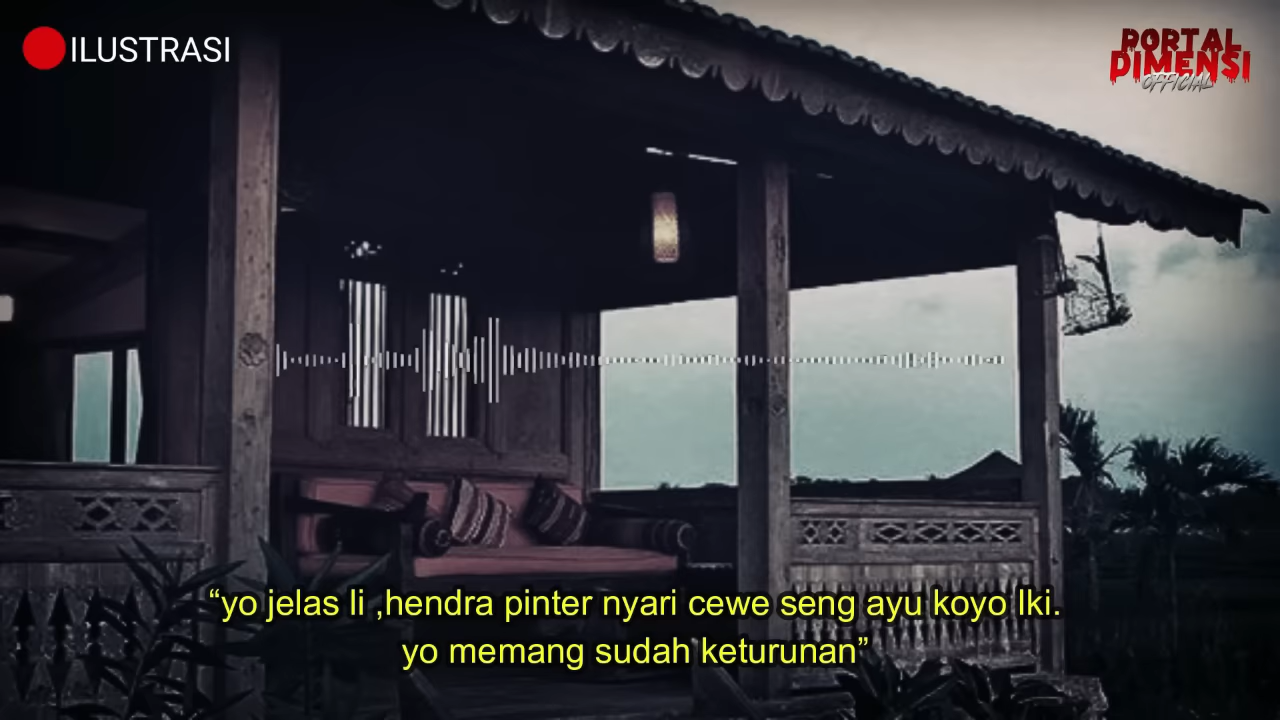 ILUSTRASI
PORTAL
DIMENSI
OFFICIAL
“yo jelas li ,hendra pinter nyari cewe seng ayu koyo Iki.
yo memang sudah keturunan”